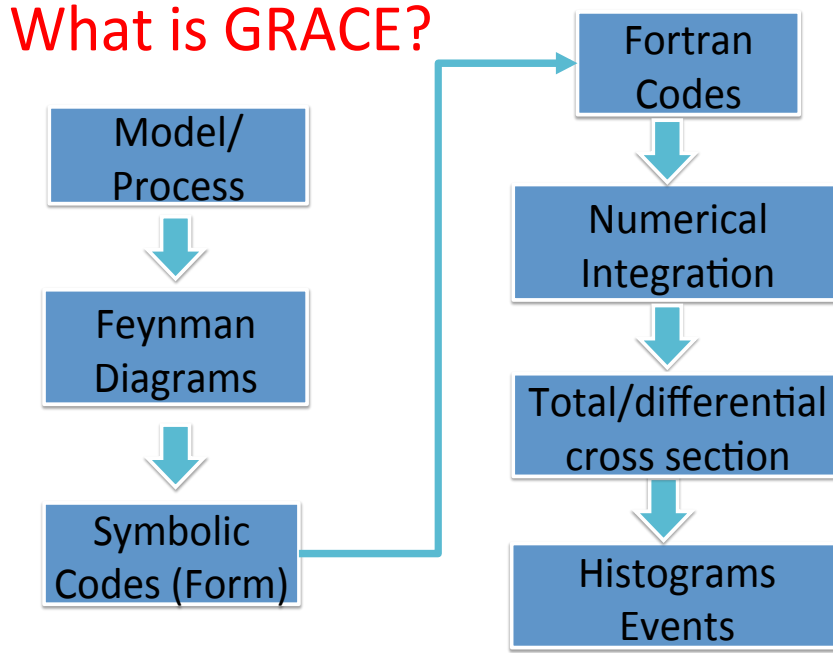 What is GRACE?
Model/
Process
Feynman
Diagrams
Symbolic
Codes (Form)
Fortran
Codes
Numerical
Integration
Total/differential
cross section
Histograms
Events